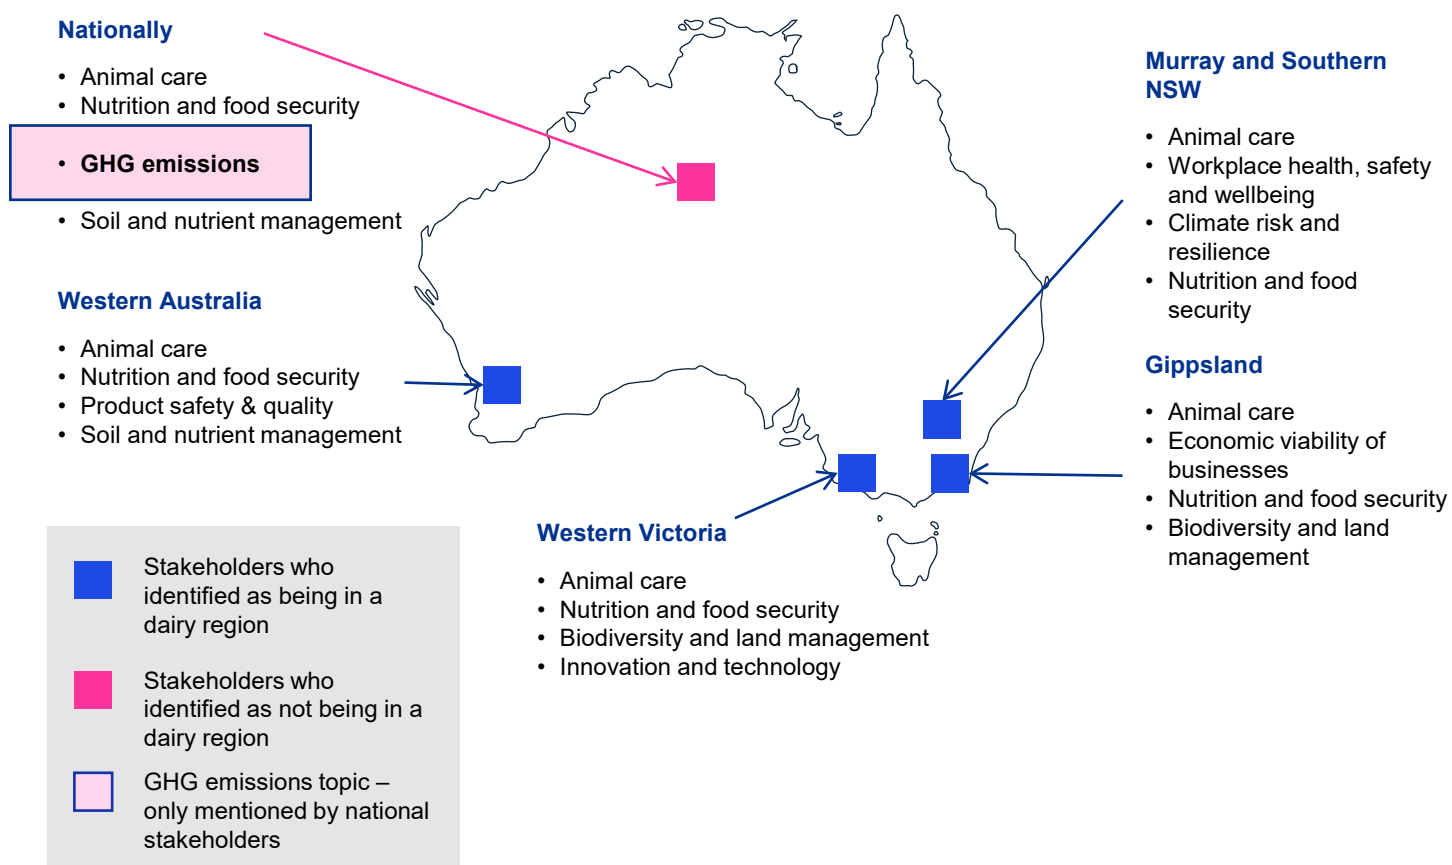 Nationally
• Animal care
• Nutrition and food security
• GHG emissions
• Soil and nutrient management
Western Australia
• Animal care
• Nutrition and food security
• Product safety & quality
• Soil and nutrient management
Murray and Southern
NSW
• Animal care
• Workplace health, safety
and wellbeing
• Climate risk and
resilience
• Nutrition and food
security
Gippsland
• Animal care
• Economic viability of
businesses
• Nutrition and food security
• Biodiversity and land
management
Western Victoria
• Animal care
• Nutrition and food security
• Biodiversity and land management
• Innovation and technology
Stakeholders who
identified as being in a
dairy region
Stakeholders who
identified as not being in a
dairy region
GHG emissions topic –
only mentioned by national
stakeholders